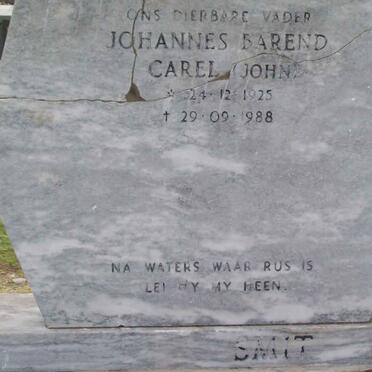 ONS DIERBARE VADER
JOHANNES BAREND
CAREL (JOHN)
* 24·12·1925
† 29·09·1988
NA WATERS WAAR RUS IS
LEI HY MY HEEN.
SMIT